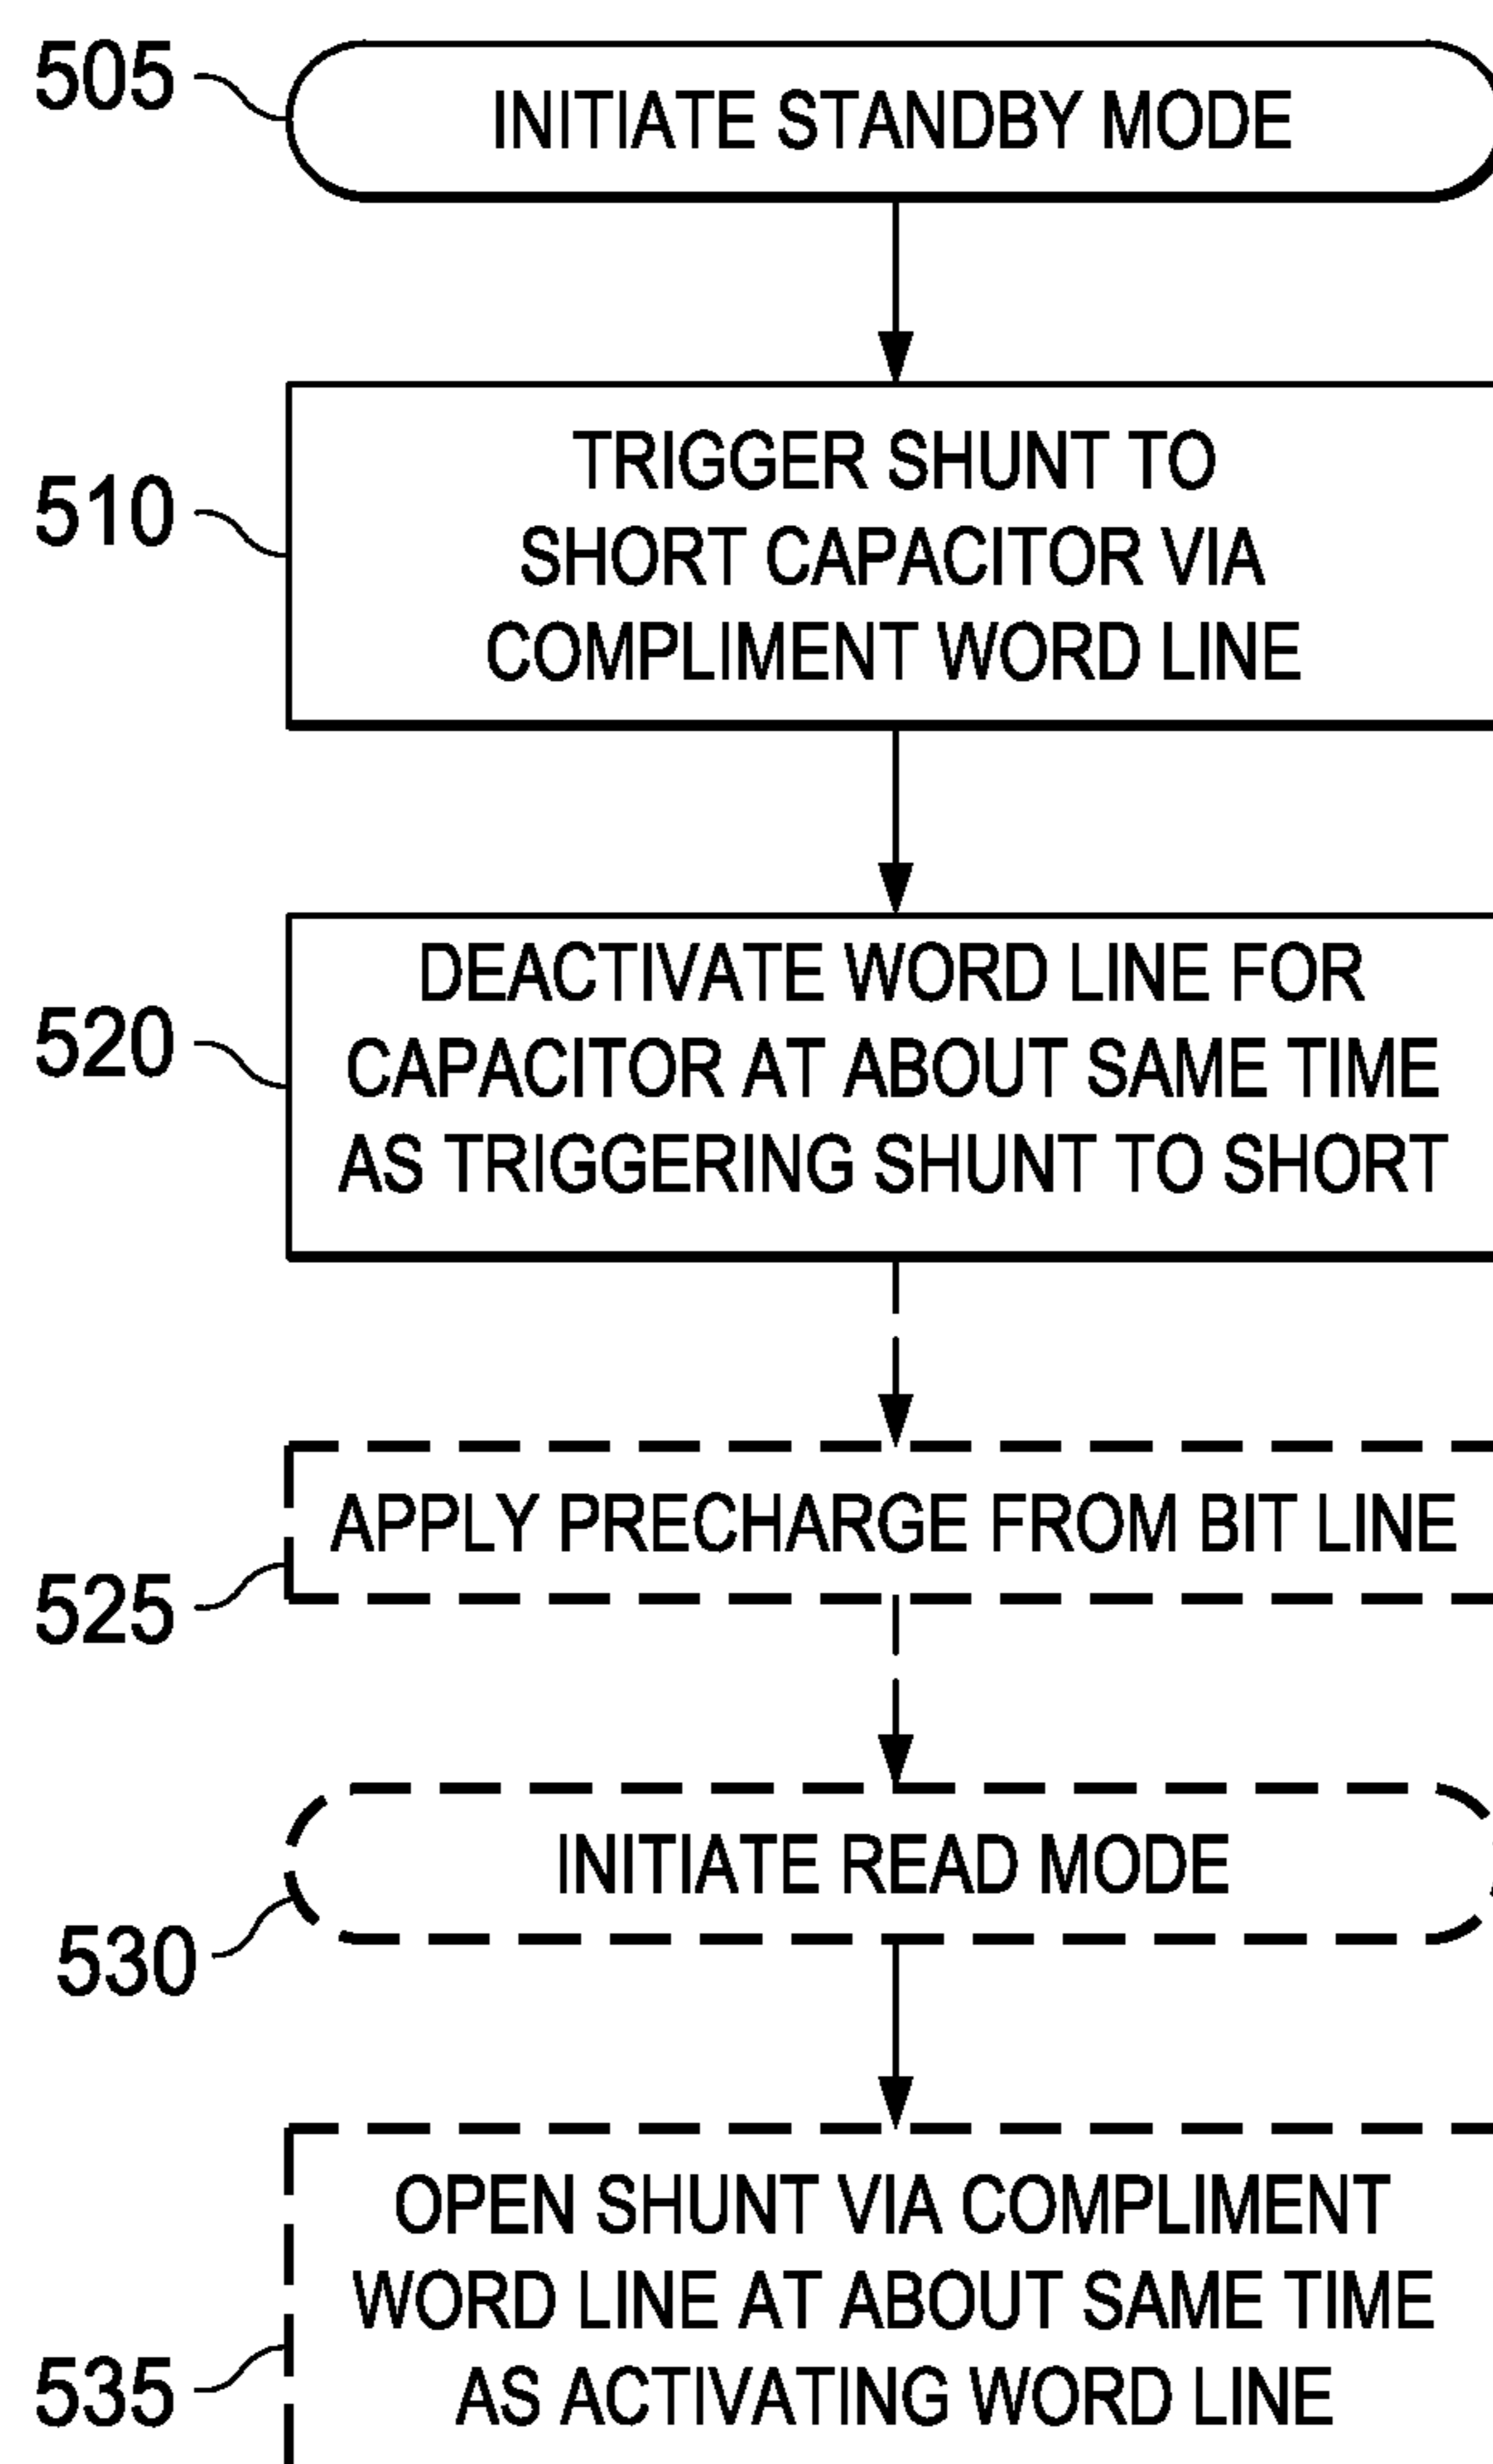 505
INITIATE STANDBY MODE
510
TRIGGER SHUNT TO
SHORT CAPACITOR VIA
COMPLIMENT WORD LINE
520
DEACTIVATE WORD LINE FOR
CAPACITOR AT ABOUT SAME TIME
AS TRIGGERING SHUNT TO SHORT
525
APPLY PRECHARGE FROM BIT LINE
530
INITIATE READ MODE
535
OPEN SHUNT VIA COMPLIMENT
WORD LINE AT ABOUT SAME TIME
AS ACTIVATING WORD LINE